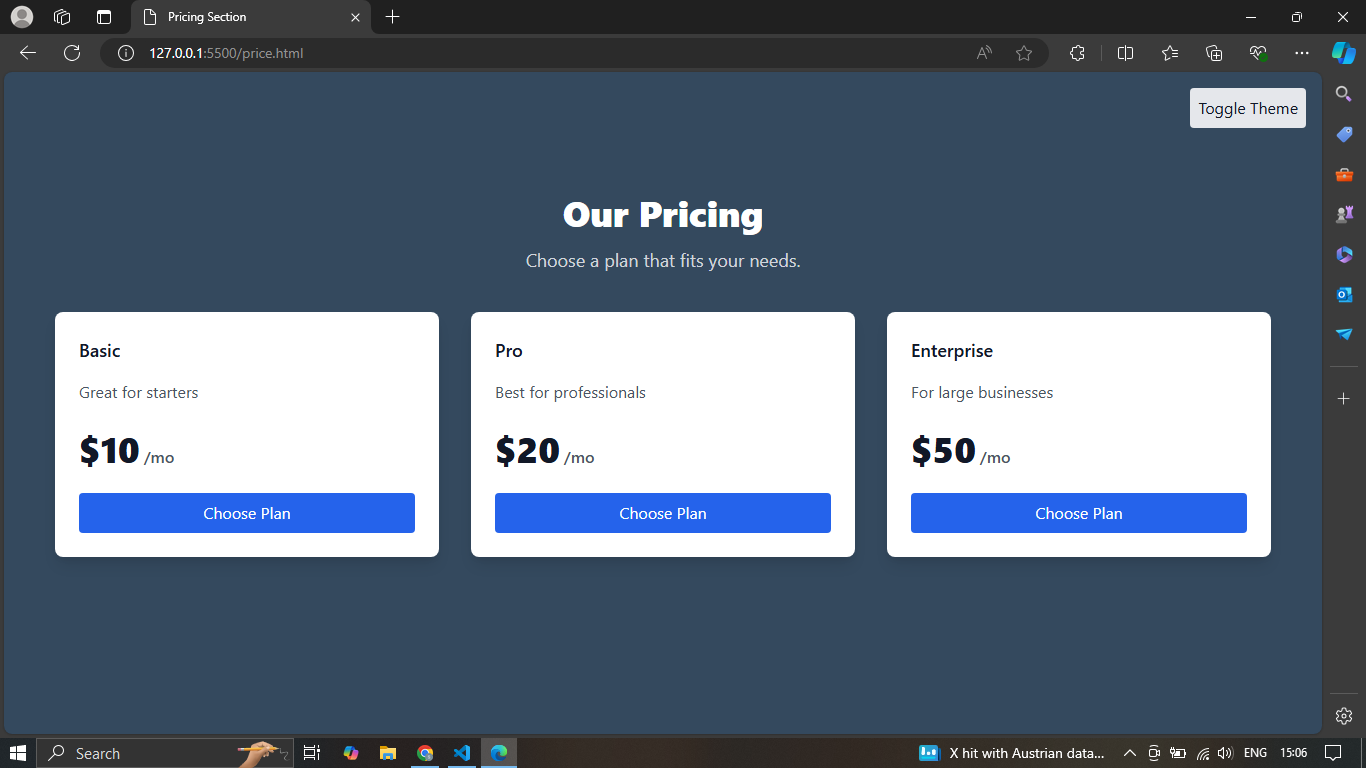 Pricing Section
127.0.0.1:5500/price.html
Toggle Theme
Our Pricing
Choose a plan that fits your needs.
Basic
Great for starters
$10 /mo
Choose Plan
Pro
Best for professionals
$20 /mo
Choose Plan
Enterprise
For large businesses
$50 /mo
Choose Plan
Search
X hit with Austrian data...
ENG
15:06